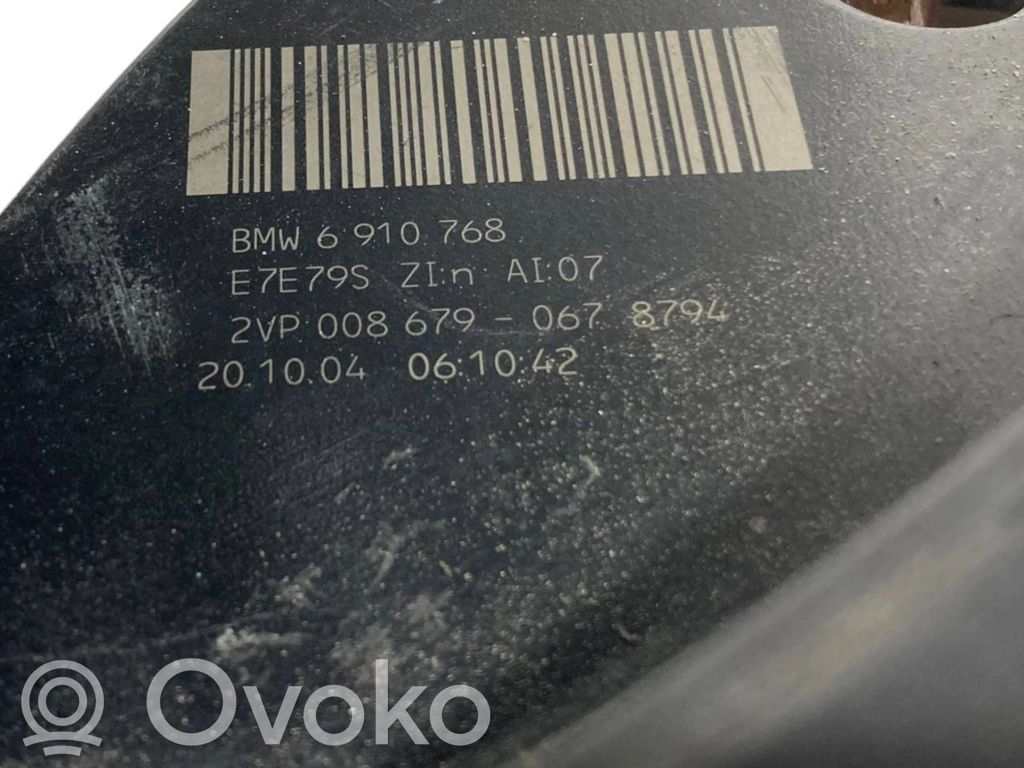 BMW 6 910 768
E7E79S ZI:n AI:07
2VP 008 679 - 067 8794
20.10.04 06:10:42
Ovoko